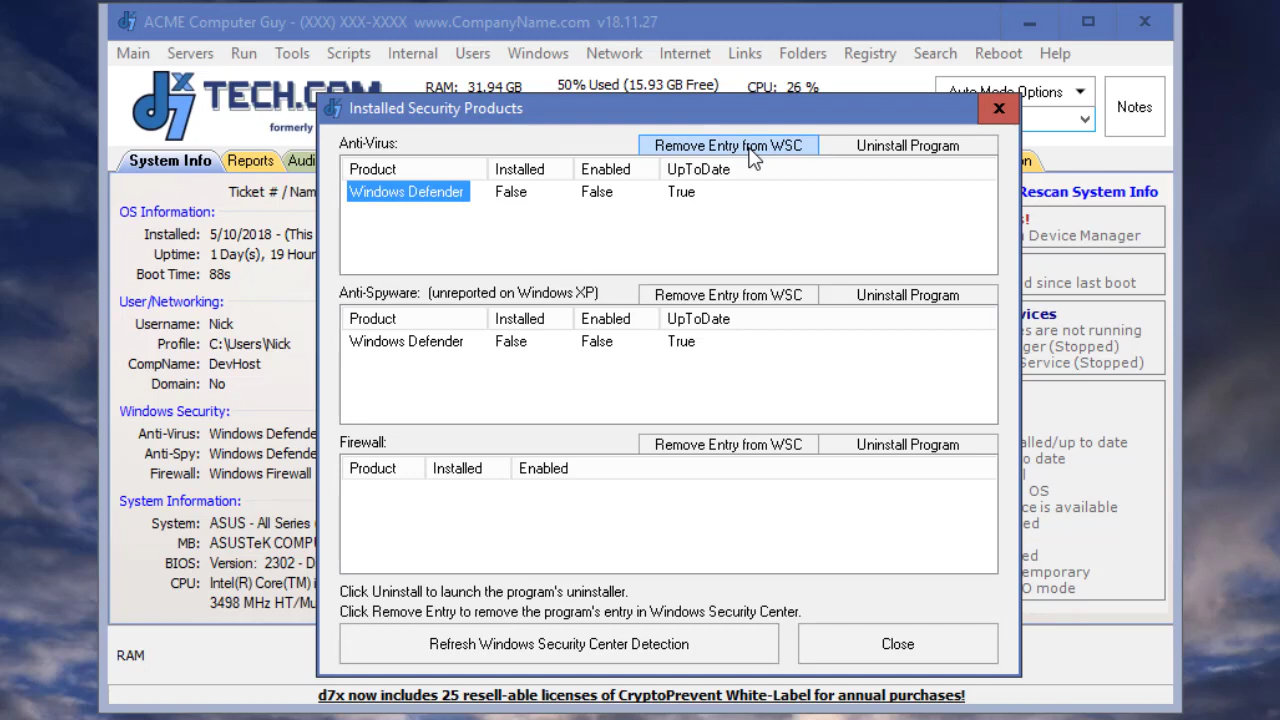 ACME Computer Guy - (XXX) XXX-XXXX   www.CompanyName.com  v18.11.27
Main Servers Run Tools Scripts Internal Users Windows Network Internet Links Folders Registry Search Reboot Help
d7x TECH.COM
formerly
RAM: 31.94 GB 50% Used (15.93 GB Free) CPU: 26 %
Auto Mode Options
Notes
System Info Reports
Rescan System Info
Ticket # / Nam
OS Information:
Installed: 5/10/2018 - (This
Uptime: 1 Day(s), 19 Hour
Boot Time: 88s
User/Networking:
Username: Nick
Profile: C:\Users\Nick
CompName: DevHost
Domain: No
Windows Security:
Anti-Virus: Windows Defende
Anti-Spy: Windows Defende
Firewall: Windows Firewall
System Information:
System: ASUS - All Series
MB: ASUSTeK COMPU
BIOS: Version: 2302 - D
CPU: Intel(R) Core(TM) i
3498 MHz HT/Mu
RAM
Installed Security Products
Anti-Virus: Remove Entry from WSC Uninstall Program
Product Installed Enabled UpToDate
Windows Defender False False True
Anti-Spyware: (unreported on Windows XP) Remove Entry from WSC Uninstall Program
Product Installed Enabled UpToDate
Windows Defender False False True
Firewall: Remove Entry from WSC Uninstall Program
Product Installed Enabled
Click Uninstall to launch the program's uninstaller.
Click Remove Entry to remove the program's entry in Windows Security Center.
Refresh Windows Security Center Detection Close
Device Manager
d since last boot
vices
es are not running
ger (Stopped)
Service (Stopped)
alled/up to date
to date
OS
ce is available
ed
ed
emporary
O mode
d7x now includes 25 resell-able licenses of CryptoPrevent White-Label for annual purchases!